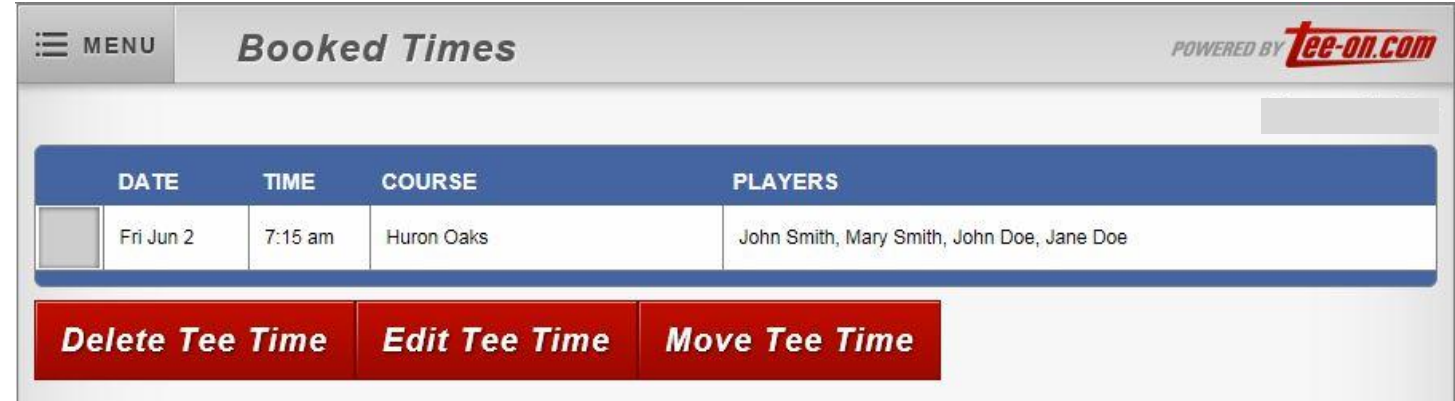 MENU Booked Times POWERED BY tee-on.com
DATE TIME COURSE PLAYERS
Fri Jun 2 7:15 am Huron Oaks John Smith, Mary Smith, John Doe, Jane Doe
Delete Tee Time Edit Tee Time Move Tee Time